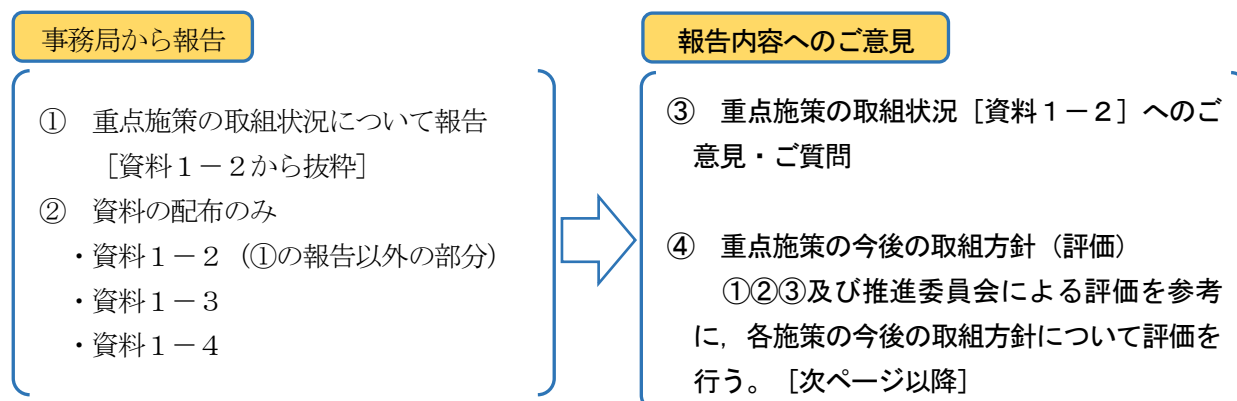 事務局から報告
① 重点施策の取組状況について報告
［資料１－２から抜粋］
② 資料の配布のみ
・資料１－２（①の報告以外の部分）
・資料１－３
・資料１－４
報告内容へのご意見
③ 重点施策の取組状況［資料１－２］へのご
意見・ご質問
④ 重点施策の今後の取組方針（評価）
①②③及び推進委員会による評価を参考
に，各施策の今後の取組方針について評価を
行う。［次ページ以降］